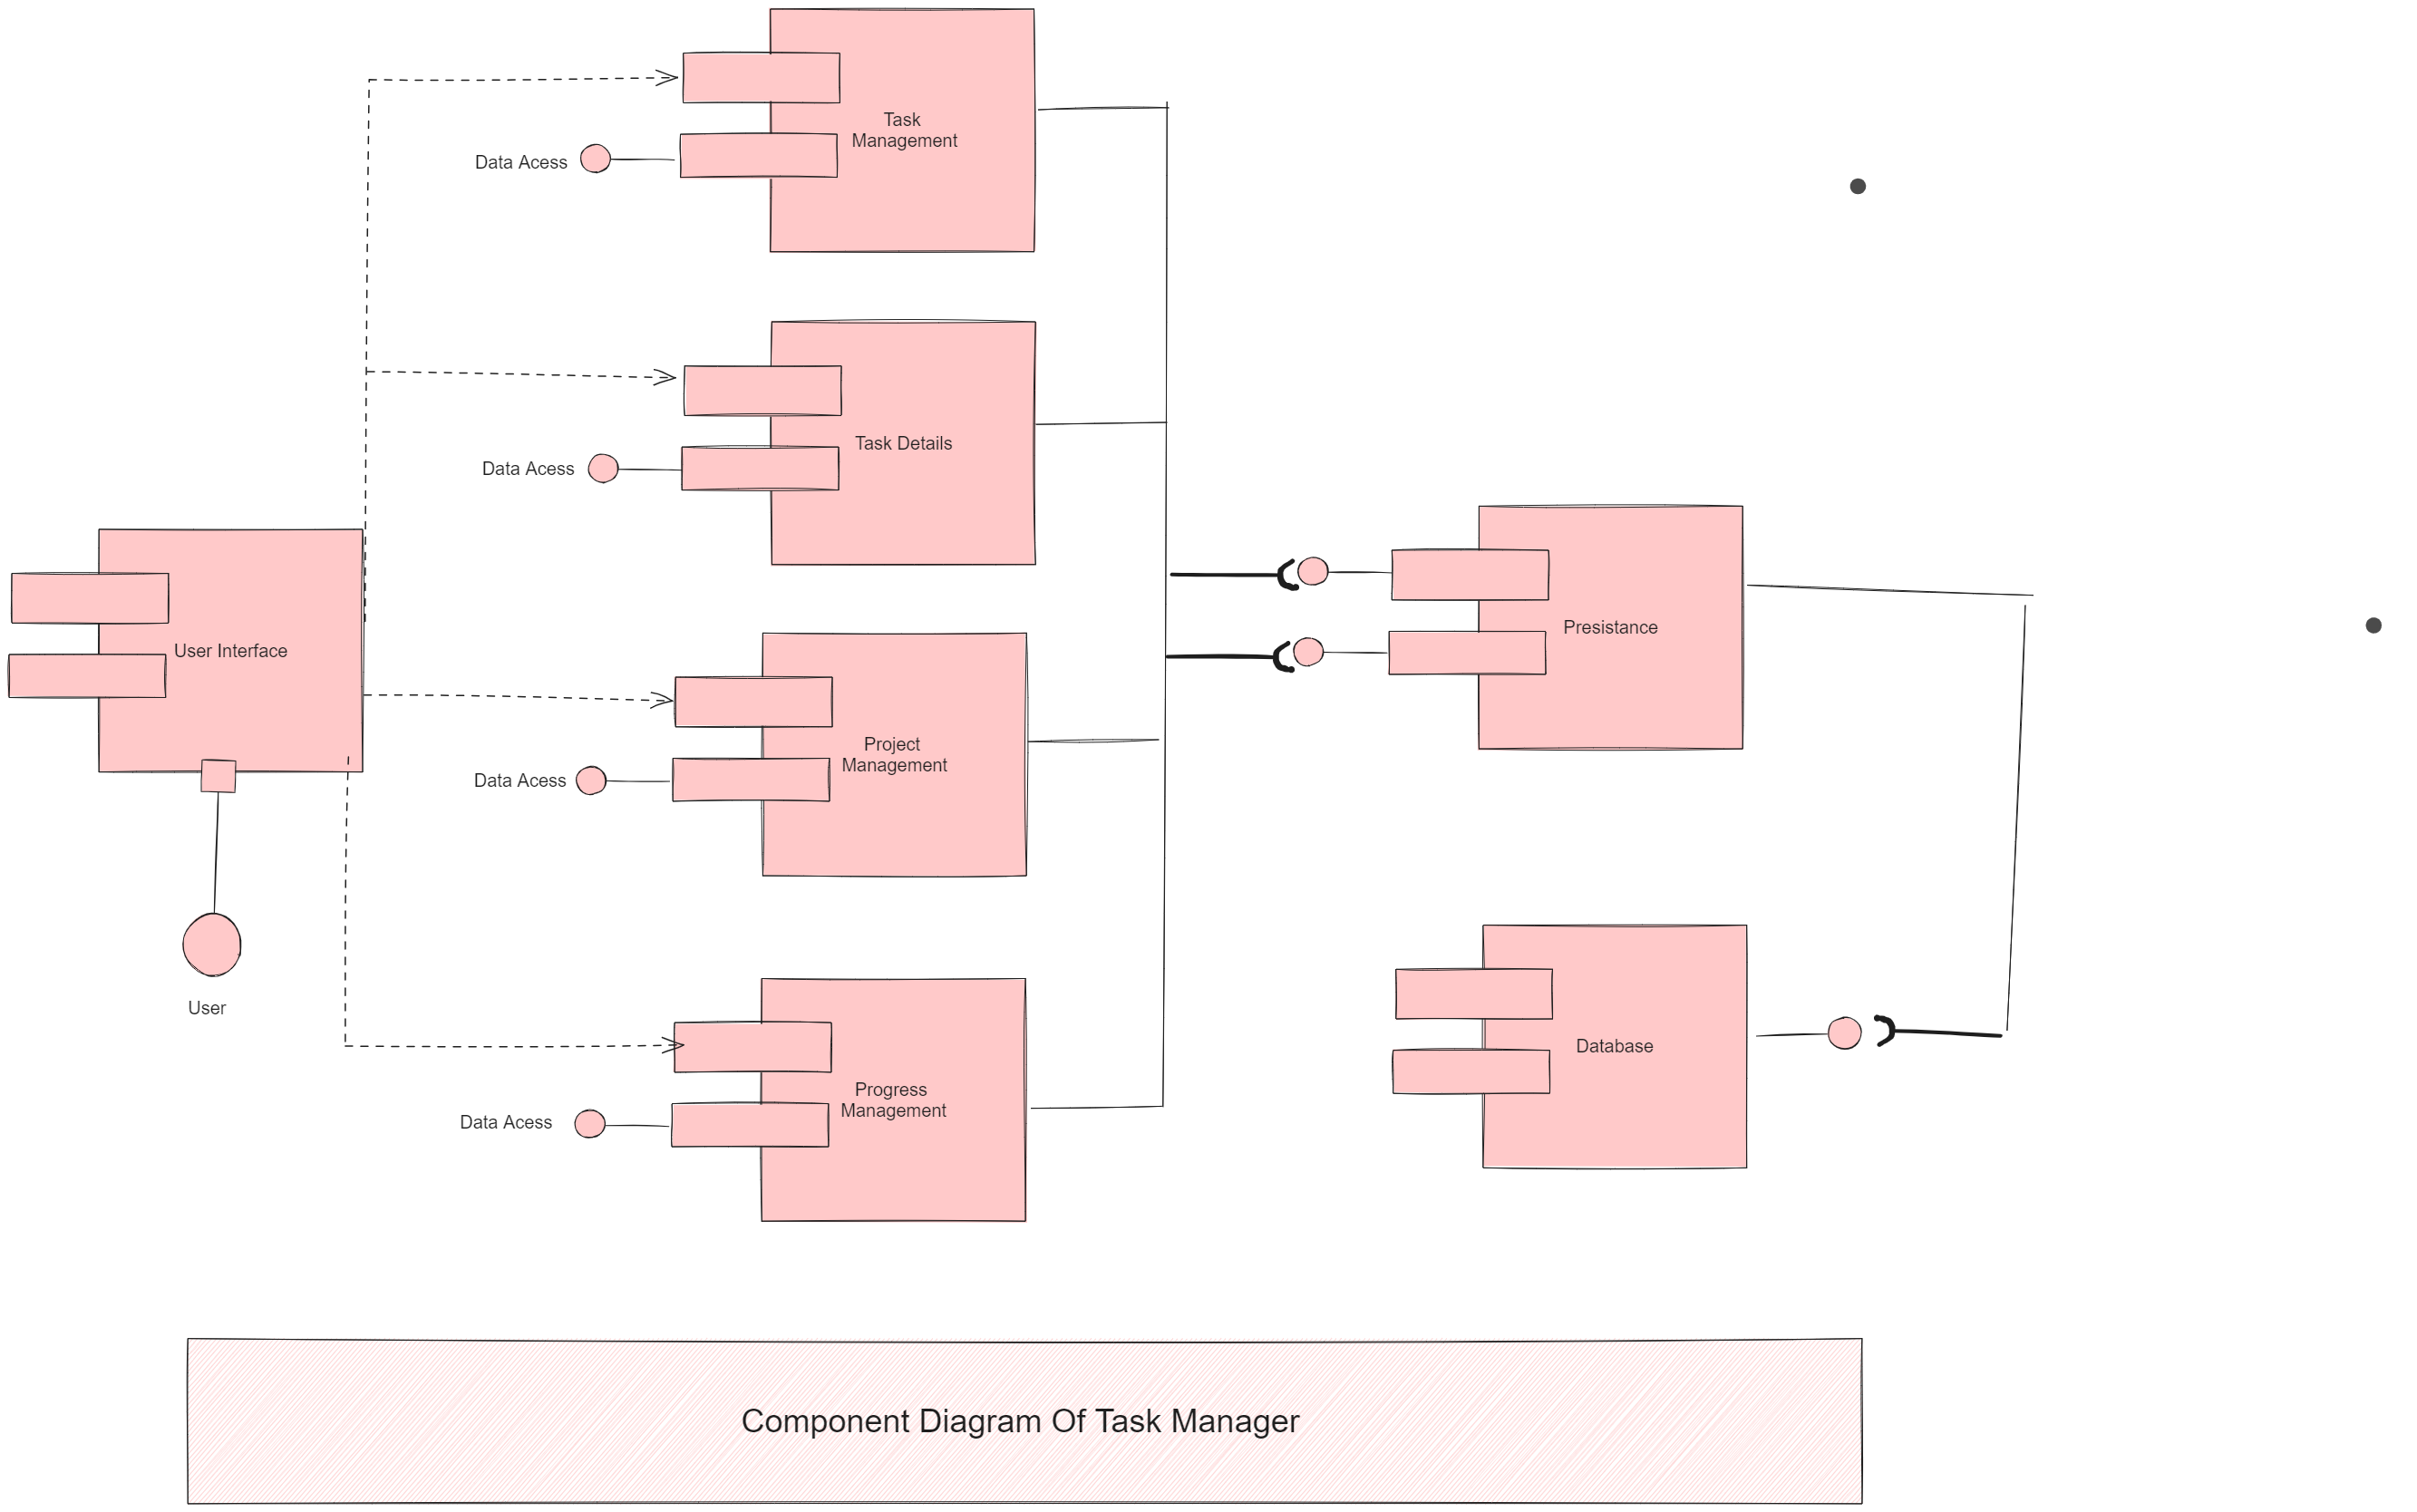 Task
Management
Data Acess
Task Details
Data Acess
User Interface
Presistance
Project
Management
Data Acess
User
Database
Progress
Management
Data Acess
Component Diagram Of Task Manager